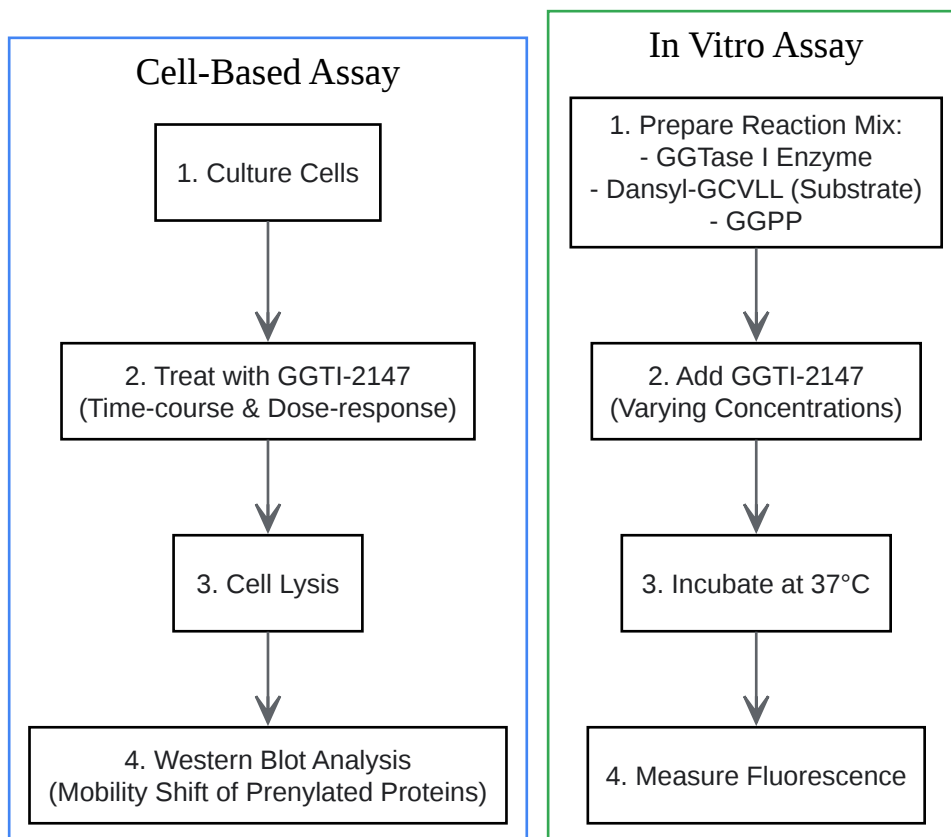 Cell-Based Assay
1. Culture Cells
2. Treat with GGTI-2147
(Time-course & Dose-response)
3. Cell Lysis
4. Western Blot Analysis
(Mobility Shift of Prenylated Proteins)
In Vitro Assay
1. Prepare Reaction Mix:
- GGTase I Enzyme
- Dansyl-GCVLL (Substrate)
- GGPP
2. Add GGTI-2147
(Varying Concentrations)
3. Incubate at 37°C
4. Measure Fluorescence